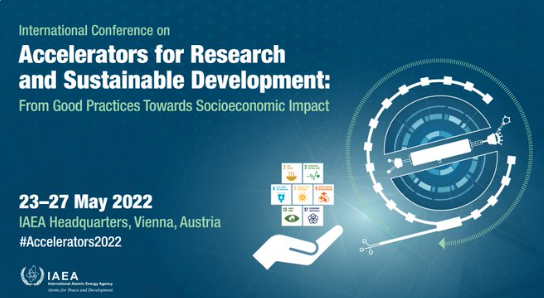 International Conference on
Accelerators for Research
and Sustainable Development:
From Good Practices Towards Socioeconomic Impact
23–27 May 2022
IAEA Headquarters, Vienna, Austria
#Accelerators2022
IAEA
International Atomic Energy Agency
Atoms for Peace and Development